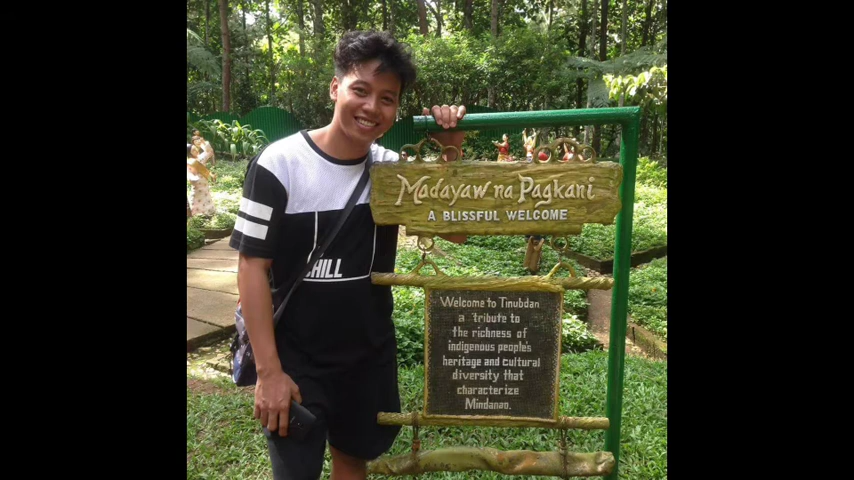 Madayaw na Pagkani
A BLISSFUL WELCOME
CHILL
Welcome to Tinubdan
a tribute to
the richness of
indigenous people's
heritage and cultural
diversity that
characterize
Mindanao.